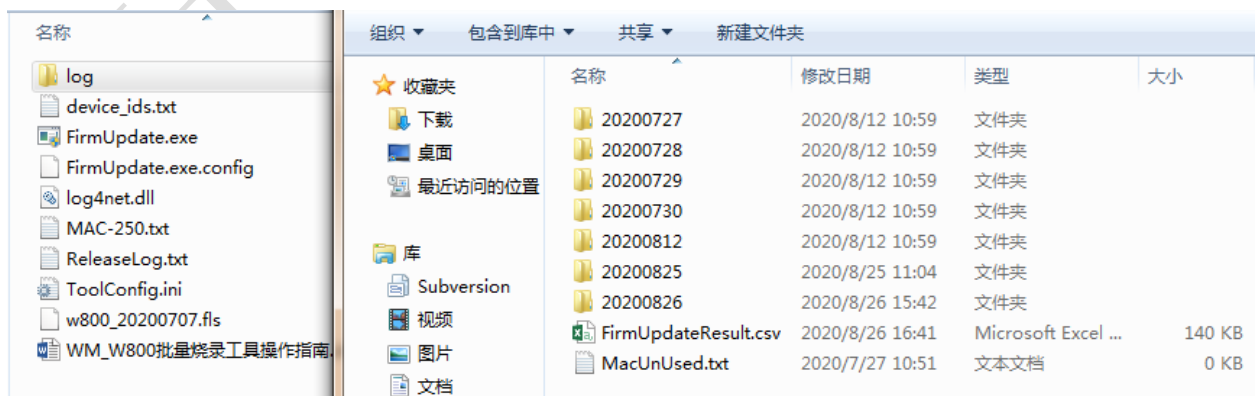 名称
log
device_ids.txt
FirmUpdate.exe
FirmUpdate.exe.config
log4net.dll
MAC-250.txt
ReleaseLog.txt
ToolConfig.ini
w800_20200707.fls
WM_W800批量烧录工具操作指南.
组织 包含到库中 共享 新建文件夹
收藏夹
下载
桌面
最近访问的位置
库
Subversion
视频
图片
文档
名称 修改日期 类型 大小
20200727 2020/8/12 10:59 文件夹
20200728 2020/8/12 10:59 文件夹
20200729 2020/8/12 10:59 文件夹
20200730 2020/8/12 10:59 文件夹
20200812 2020/8/12 10:59 文件夹
20200825 2020/8/25 11:04 文件夹
20200826 2020/8/26 15:42 文件夹
FirmUpdateResult.csv 2020/8/26 16:41 Microsoft Excel ... 140 KB
MacUnUsed.txt 2020/7/27 10:51 文本文档 0 KB